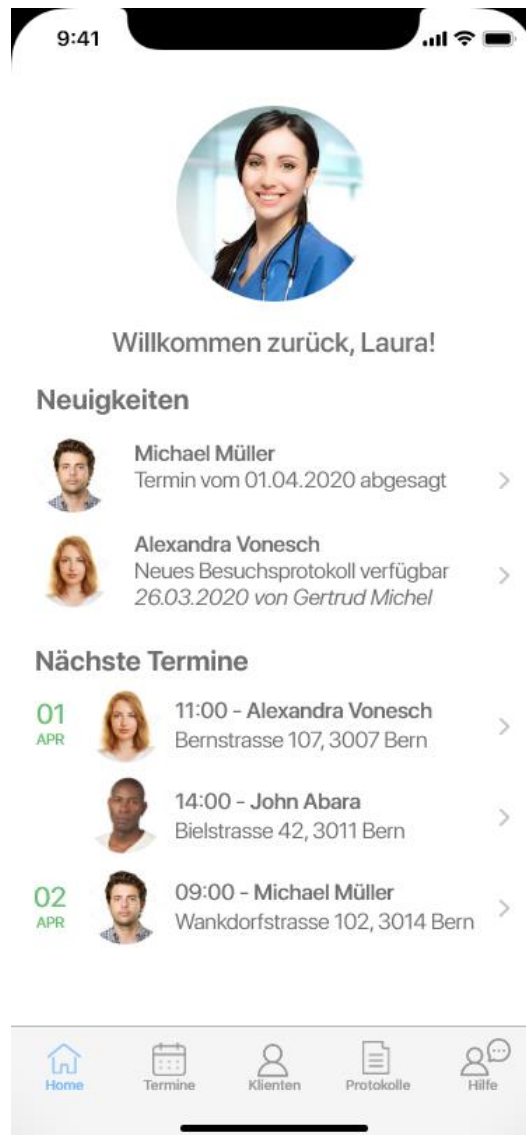 9:41
Willkommen zurück, Laura!
Neuigkeiten
Michael Müller
Termin vom 01.04.2020 abgesagt
Alexandra Vonesch
Neues Besuchsprotokoll verfügbar
26.03.2020 von Gertrud Michel
Nächste Termine
01
APR
11:00 - Alexandra Vonesch
Bernstrasse 107, 3007 Bern
14:00 - John Abara
Bielstrasse 42, 3011 Bern
02
APR
09:00 - Michael Müller
Wankdorfstrasse 102, 3014 Bern
Home Termine Klienten Protokolle Hilfe